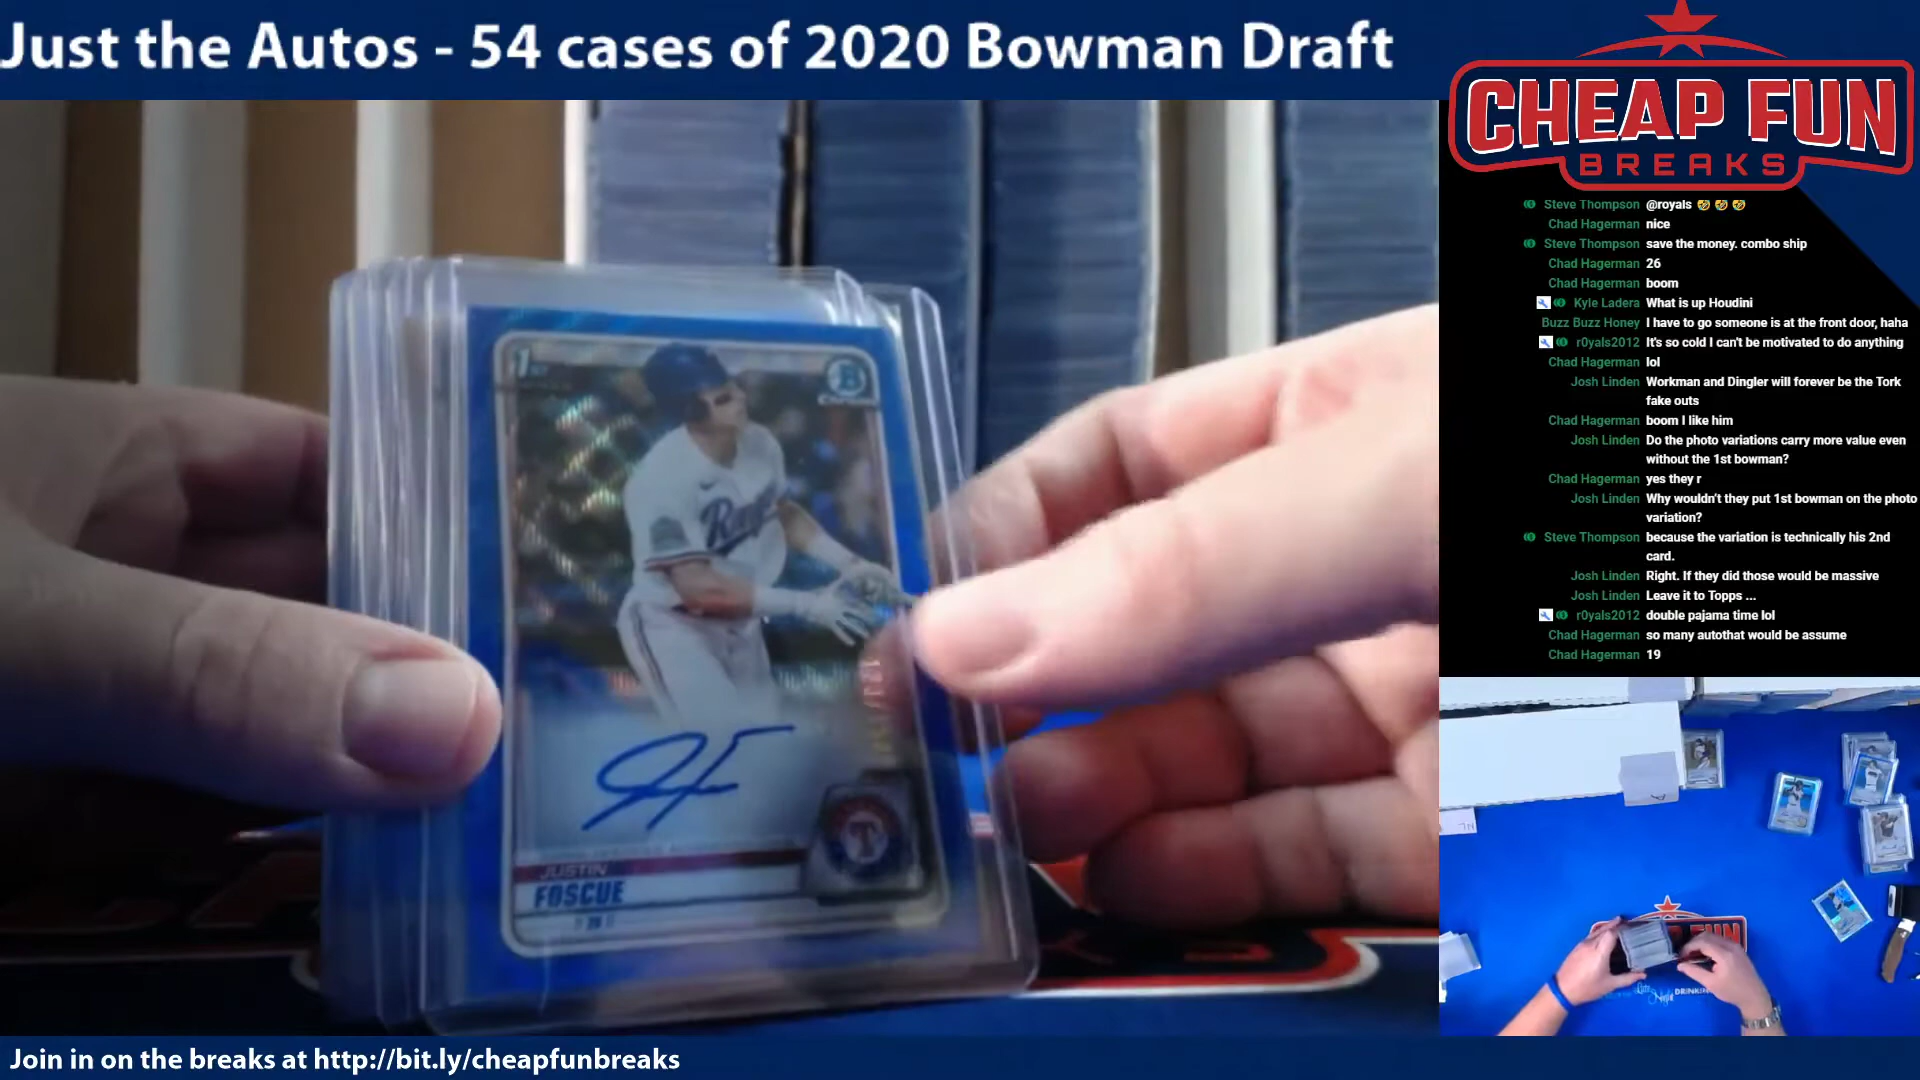 Just the Autos - 54 cases of 2020 Bowman Draft
CHEAP FUN
BREAKS
Steve Thompson @royals 🤣 🤣 🤣
Chad Hagerman nice
Steve Thompson save the money. combo ship
Chad Hagerman 26
Chad Hagerman boom
Kyle Ladera What is up Houdini
Buzz Buzz Honey I have to go someone is at the front door, haha
r0yals2012 It's so cold I can't be motivated to do anything
Chad Hagerman lol
Josh Linden Workman and Dingler will forever be the Tork
fake outs
Chad Hagerman boom I like him
Josh Linden Do the photo variations carry more value even
without the 1st bowman?
Chad Hagerman yes they r
Josh Linden Why wouldn't they put 1st bowman on the photo
variation?
Steve Thompson because the variation is technically his 2nd
card.
Josh Linden Right. If they did those would be massive
Josh Linden Leave it to Topps ...
r0yals2012 double pajama time lol
Chad Hagerman so many autothat would be assume
Chad Hagerman 19
1ST
B
JUSTIN
FOSCUE
T
FUN
Join in on the breaks at http://bit.ly/cheapfunbreaks